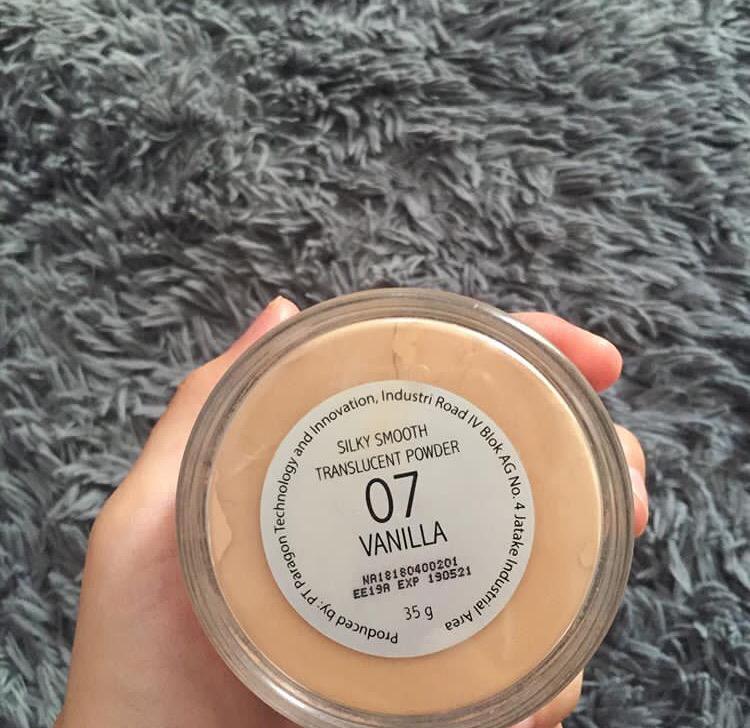 SILKY SMOOTH
TRANSLUCENT POWDER
07
VANILLA
NA18180400201
EE19A EXP 190521
35 g
Produced by: PT Paragon Technology and Innovation, Industri Road IV Blok AG No. 4 Jatake Industrial Area